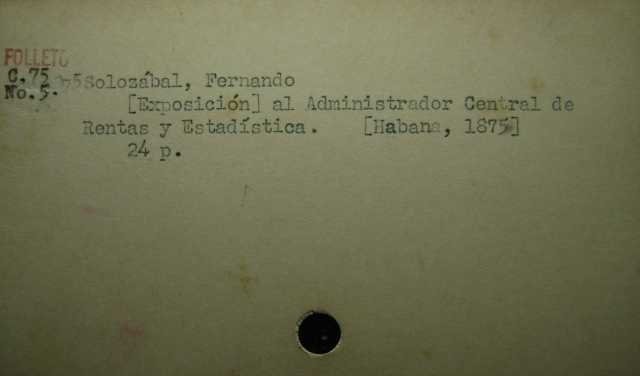 FOLLETO
C.75
No.5.
Solozábal, Fernando
[Exposición] al Administrador Central de
Rentas y Estadística. [Habana, 1875]
24 p.